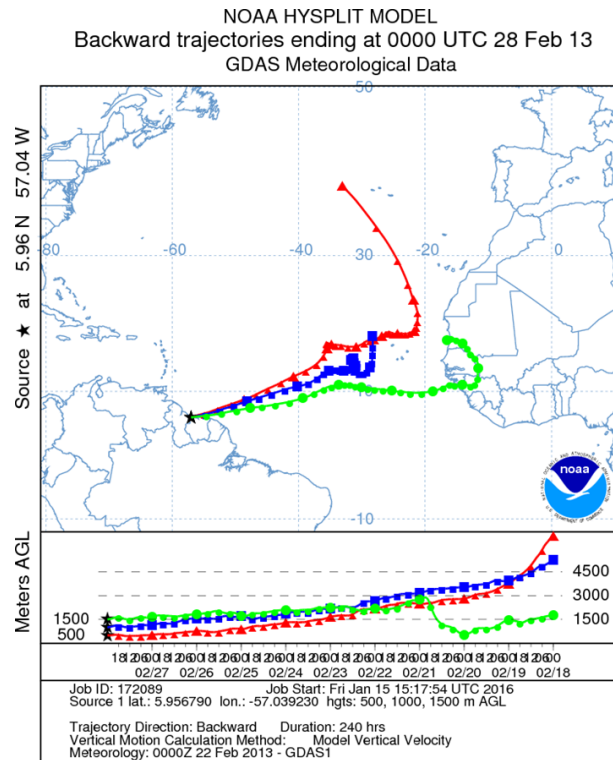 NOAA HYSPLIT MODEL
Backward trajectories ending at 0000 UTC 28 Feb 13
GDAS Meteorological Data
Source ★ at 5.96 N 57.04 W
50
-80 -60 -40 -20 0
30
10
-10
noaa
Meters AGL
4500
3000
1500
1500
500
02/27 02/26 02/25 02/24 02/23 02/22 02/21 02/20 02/19 02/18
Job ID: 172089 Job Start: Fri Jan 15 15:17:54 UTC 2016
Source 1 lat.: 5.956790 lon.: -57.039230 hgts: 500, 1000, 1500 m AGL
Trajectory Direction: Backward Duration: 240 hrs
Vertical Motion Calculation Method: Model Vertical Velocity
Meteorology: 0000Z 22 Feb 2013 - GDAS1